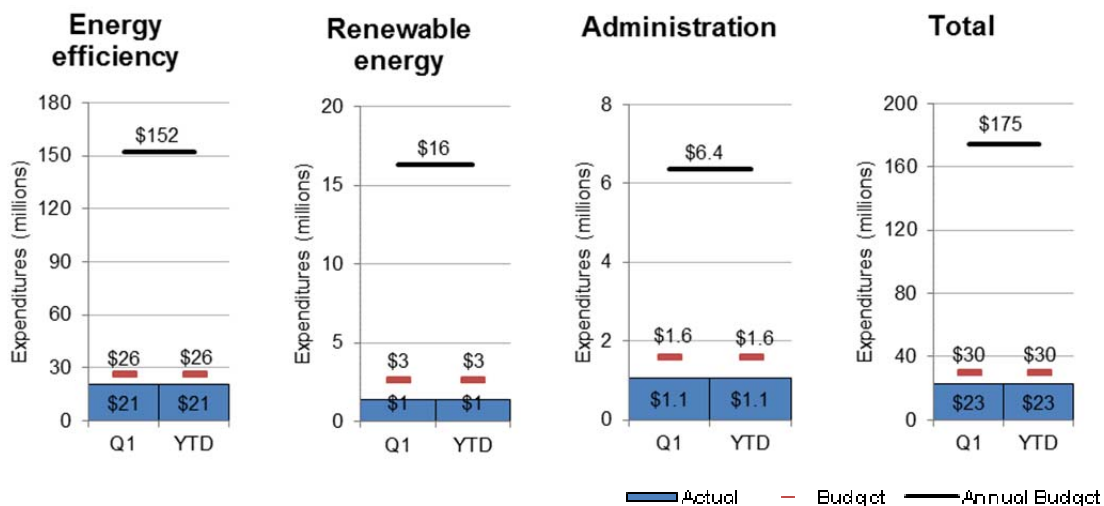 Energy
efficiency
Expenditures (millions)
180
150
120
90
60
30
0
$152
$26 $26
$21 $21
Q1 YTD
Renewable
energy
Expenditures (millions)
20
15
10
5
0
$16
$3 $3
$1 $1
Q1 YTD
Administration
Expenditures (millions)
8
6
4
2
0
$6.4
$1.6 $1.6
$1.1 $1.1
Q1 YTD
Total
Expenditures (millions)
200
160
120
80
40
0
$175
$30 $30
$23 $23
Q1 YTD
Actual Budget Annual Budget